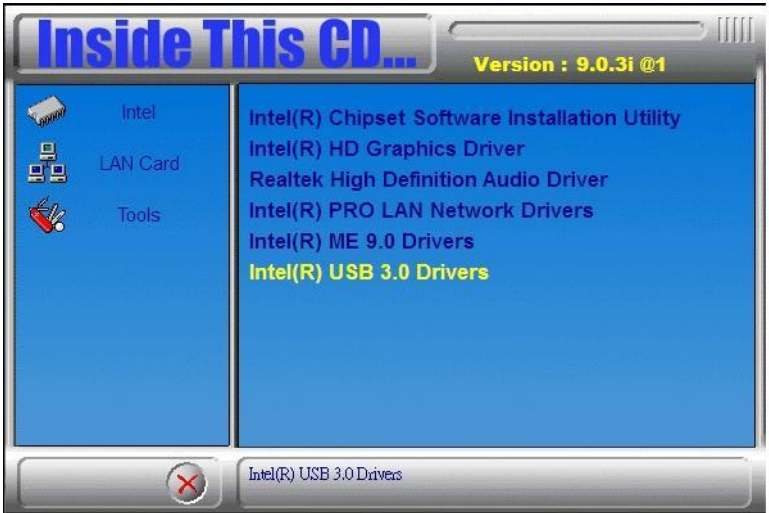 Inside This CD...
Version : 9.0.3i @1
Intel
LAN Card
Tools
Intel(R) Chipset Software Installation Utility
Intel(R) HD Graphics Driver
Realtek High Definition Audio Driver
Intel(R) PRO LAN Network Drivers
Intel(R) ME 9.0 Drivers
Intel(R) USB 3.0 Drivers
Intel(R) USB 3.0 Drivers